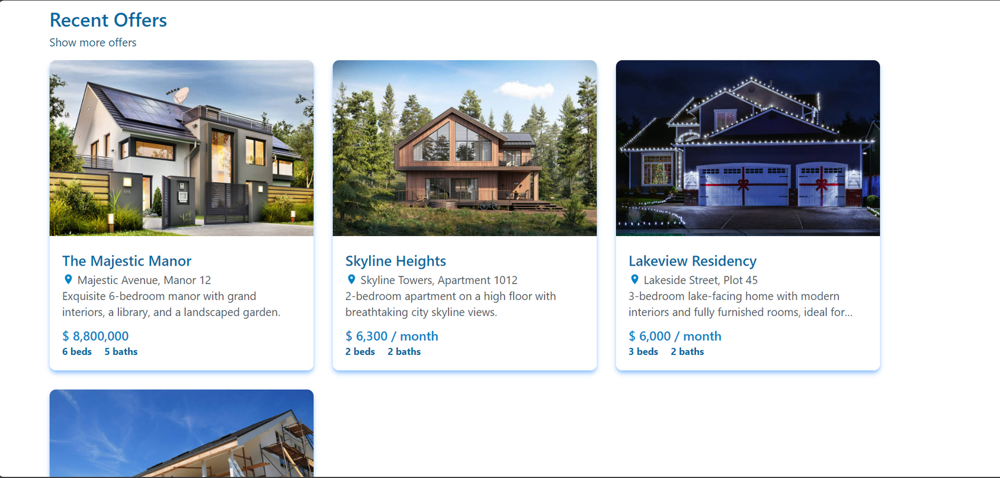 Recent Offers
Show more offers
555
The Majestic Manor
Majestic Avenue, Manor 12
Exquisite 6-bedroom manor with grand
interiors, a library, and a landscaped garden.
$ 8,800,000
6 beds 5 baths
Skyline Heights
Skyline Towers, Apartment 1012
2-bedroom apartment on a high floor with
breathtaking city skyline views.
$ 6,300 / month
2 beds 2 baths
Lakeview Residency
Lakeside Street, Plot 45
3-bedroom lake-facing home with modern
interiors and fully furnished rooms, ideal for...
$ 6,000 / month
3 beds 2 baths